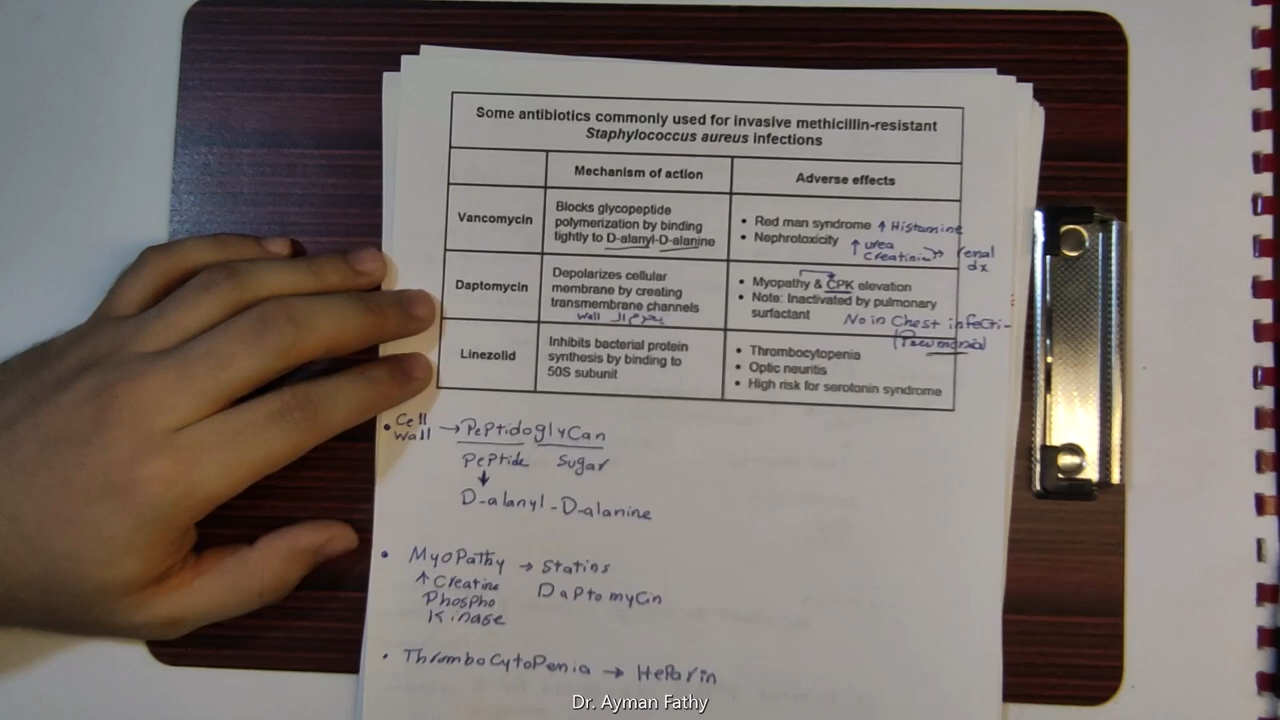 Some antibiotics commonly used for invasive methicillin-resistant
Staphylococcus aureus infections
Mechanism of action
Adverse effects
Vancomycin
Blocks glycopeptide
polymerization by binding
tightly to D-alanyl-D-alanine
• Red man syndrome ↑ Histamine
• Nephrotoxicity ↑ urea
Creatinin → renal
dx
Daptomycin
Depolarizes cellular
membrane by creating
transmembrane channels
Wall بيخرم ال
• Myopathy & CPK elevation
• Note: Inactivated by pulmonary
surfactant
No in Chest infecti-
Pneumonia
Linezolid
Inhibits bacterial protein
synthesis by binding to
50S subunit
• Thrombocytopenia
• Optic neuritis
• High risk for serotonin syndrome
• Cell
Wall → Peptidoglycan
Peptide Sugar
↓
D-alanyl-D-alanine
• Myopathy → Statins
↑ Creatine Daptomycin
Phospho
Kinase
• Thrombocytopenia → Heparin
Dr. Ayman Fathy